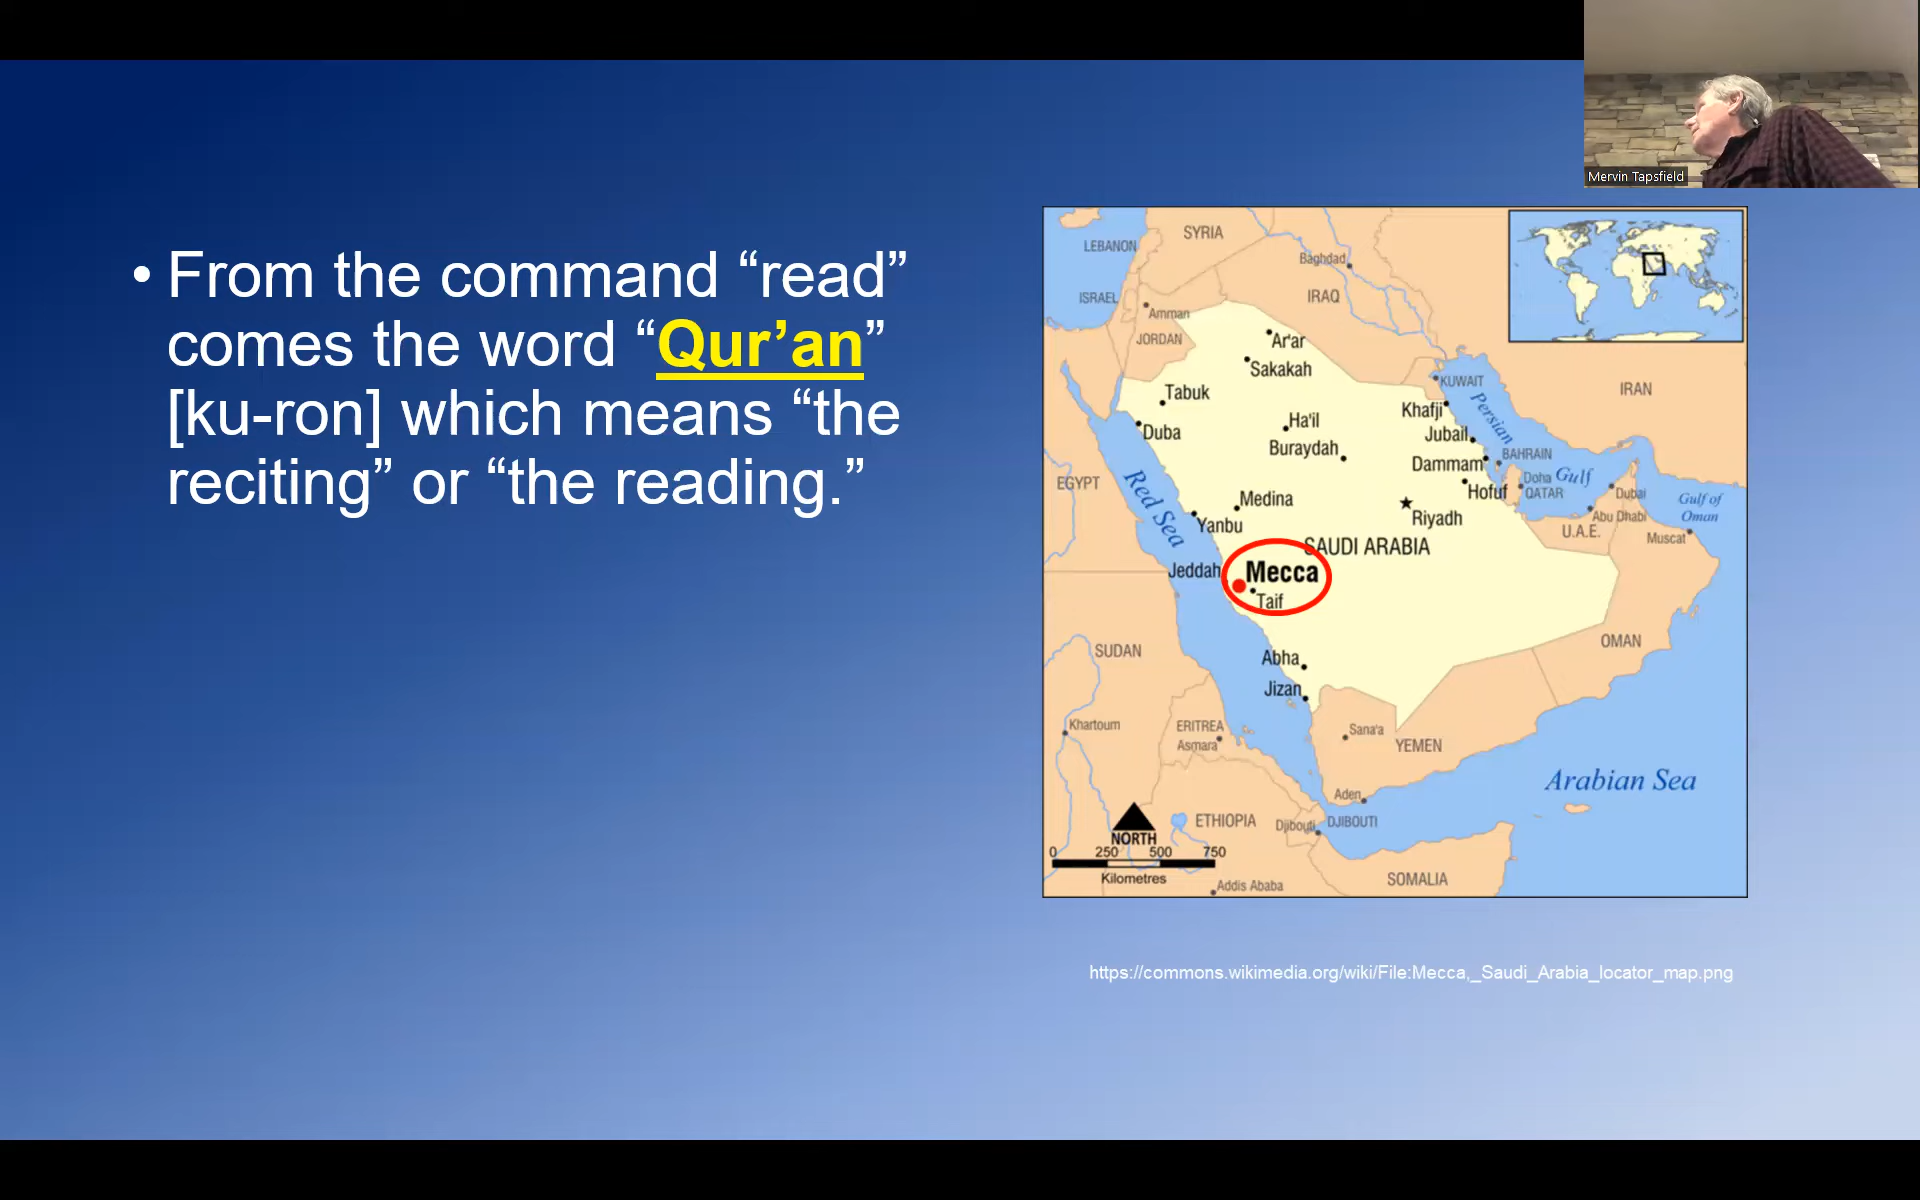 Mervin Tapsfield
• From the command “read”
comes the word “Qur’an”
[ku-ron] which means “the
reciting” or “the reading.”
SYRIA
LEBANON
Baghdad
ISRAEL
IRAQ
Amman
JORDAN
Ar'ar
Sakakah
KUWAIT
IRAN
Tabuk
Khafji
Persian
Ha'il
Duba
Jubail
Buraydah
BAHRAIN
Dammam
EGYPT
Red Sea
Doha
Gulf
Hofuf
QATAR
Dubai
Gulf of
Oman
Medina
Yanbu
Riyadh
Abu Dhabi
U.A.E.
Muscat
SAUDI ARABIA
Jeddah
Mecca
Taif
OMAN
SUDAN
Abha
Jizan
Khartoum
ERITREA
Asmara
Sana'a
YEMEN
Arabian Sea
Aden
ETHIOPIA
Djibouti
DJIBOUTI
NORTH
0 250 500 750
Kilometres
Addis Ababa
SOMALIA
https://commons.wikimedia.org/wiki/File:Mecca,_Saudi_Arabia_locator_map.png